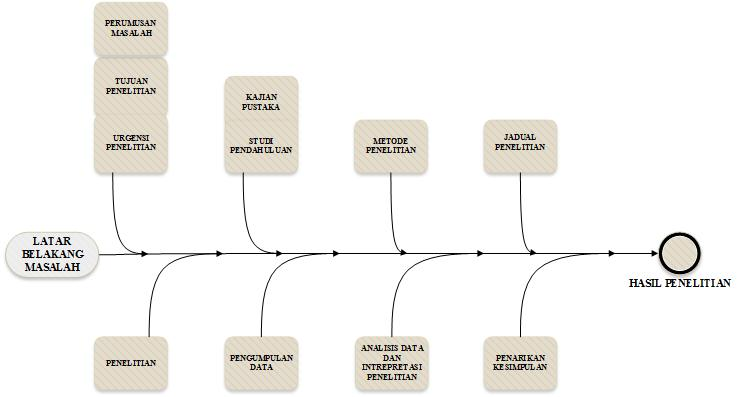 PERUMUSAN
MASALAH
TUJUAN
PENELITIAN
URGENSI
PENELITIAN
KAJIAN
PUSTAKA
STUDI
PENDAHULUAN
METODE
PENELITIAN
JADUAL
PENELITIAN
LATAR
BELAKANG
MASALAH
HASIL PENELITIAN
PENELITIAN
PENGUMPULAN
DATA
ANALISIS DATA
DAN
INTREPRETASI
PENELITIAN
PENARIKAN
KESIMPULAN